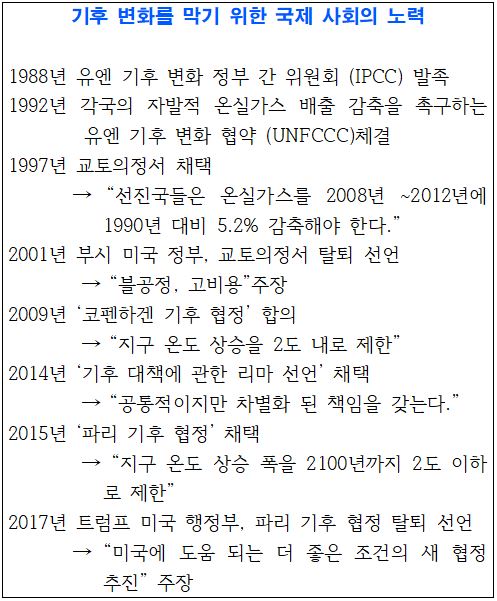 기후 변화를 막기 위한 국제 사회의 노력
1988년 유엔 기후 변화 정부 간 위원회 (IPCC) 발족
1992년 각국의 자발적 온실가스 배출 감축을 촉구하는
유엔 기후 변화 협약 (UNFCCC)체결
1997년 교토의정서 채택
→ “선진국들은 온실가스를 2008년 ~2012년에
1990년 대비 5.2% 감축해야 한다.”
2001년 부시 미국 정부, 교토의정서 탈퇴 선언
→ “불공정, 고비용”주장
2009년 ‘코펜하겐 기후 협정’ 합의
→ “지구 온도 상승을 2도 내로 제한”
2014년 ‘기후 대책에 관한 리마 선언’ 채택
→ “공통적이지만 차별화 된 책임을 갖는다.”
2015년 ‘파리 기후 협정’ 채택
→ “지구 온도 상승 폭을 2100년까지 2도 이하
로 제한”
2017년 트럼프 미국 행정부, 파리 기후 협정 탈퇴 선언
→ “미국에 도움 되는 더 좋은 조건의 새 협정
추진” 주장